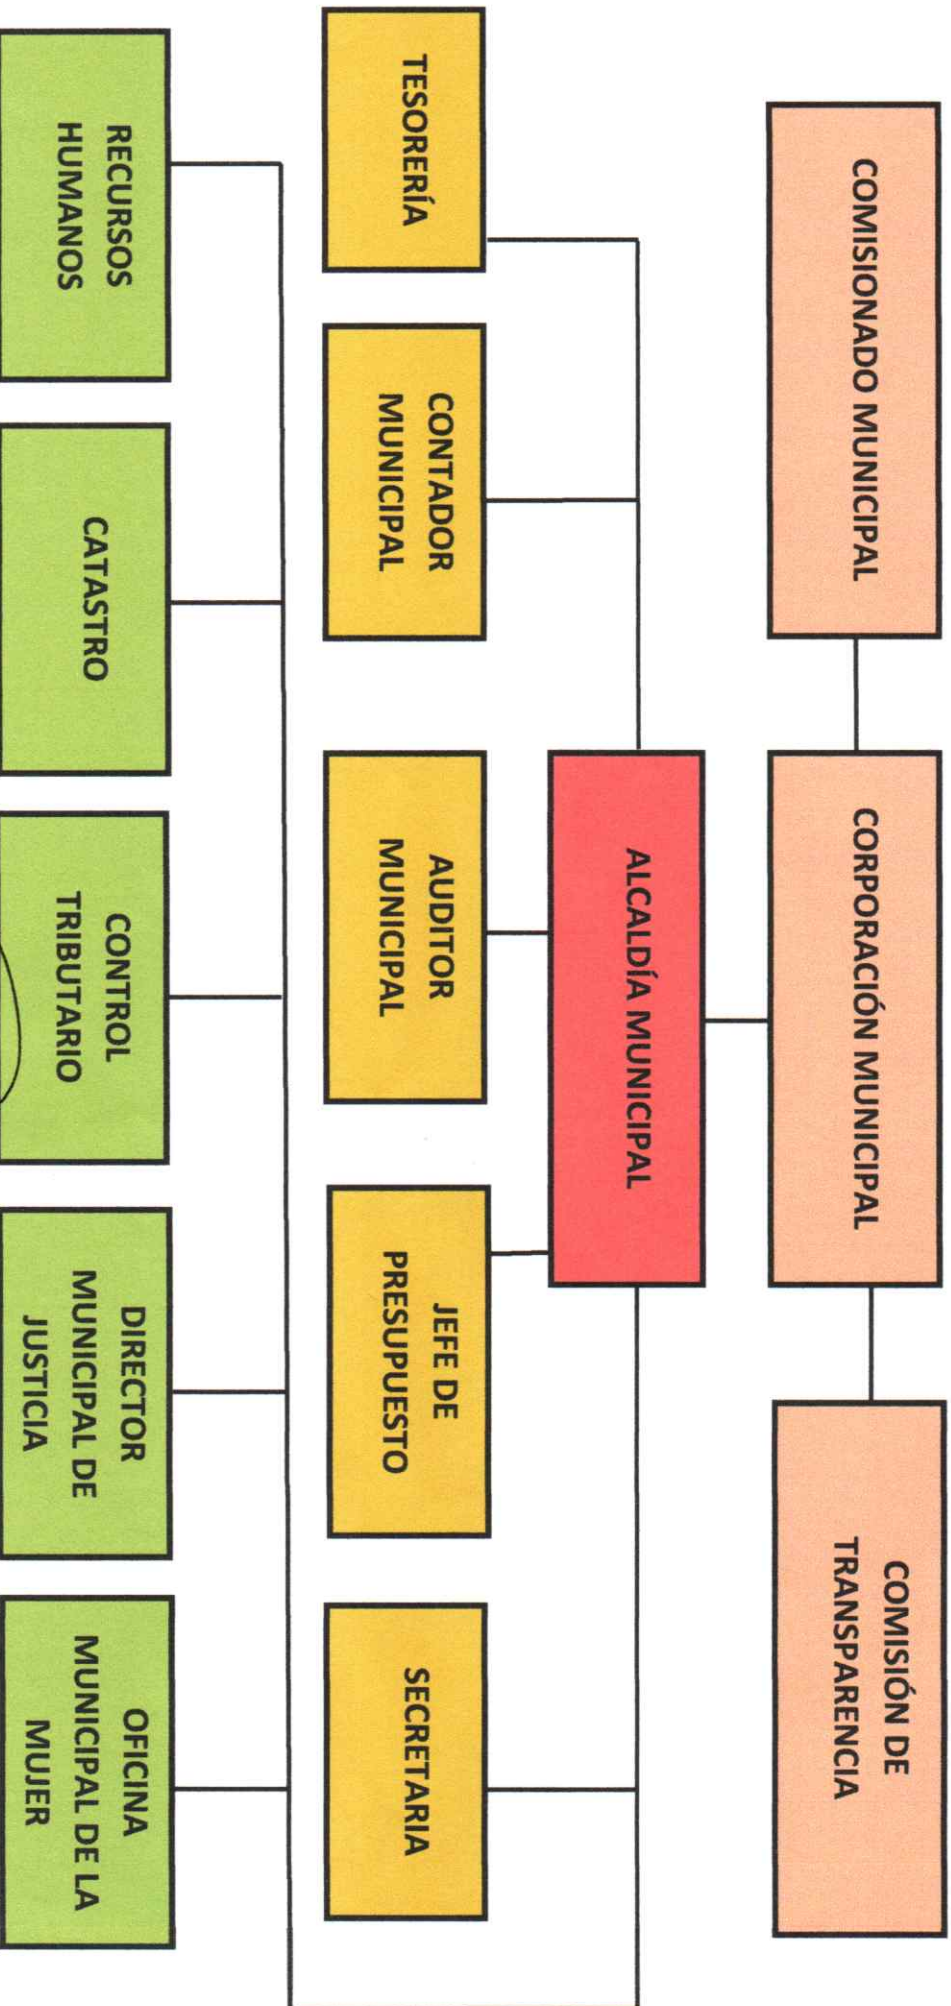 COMISIONADO MUNICIPAL
CORPORACIÓN MUNICIPAL
COMISIÓN DE
TRANSPARENCIA
ALCALDÍA MUNICIPAL
TESORERÍA
CONTADOR
MUNICIPAL
AUDITOR
MUNICIPAL
JEFE DE
PRESUPUESTO
SECRETARIA
RECURSOS
HUMANOS
CATASTRO
CONTROL
TRIBUTARIO
DIRECTOR
MUNICIPAL DE
JUSTICIA
OFICINA
MUNICIPAL DE LA
MUJER